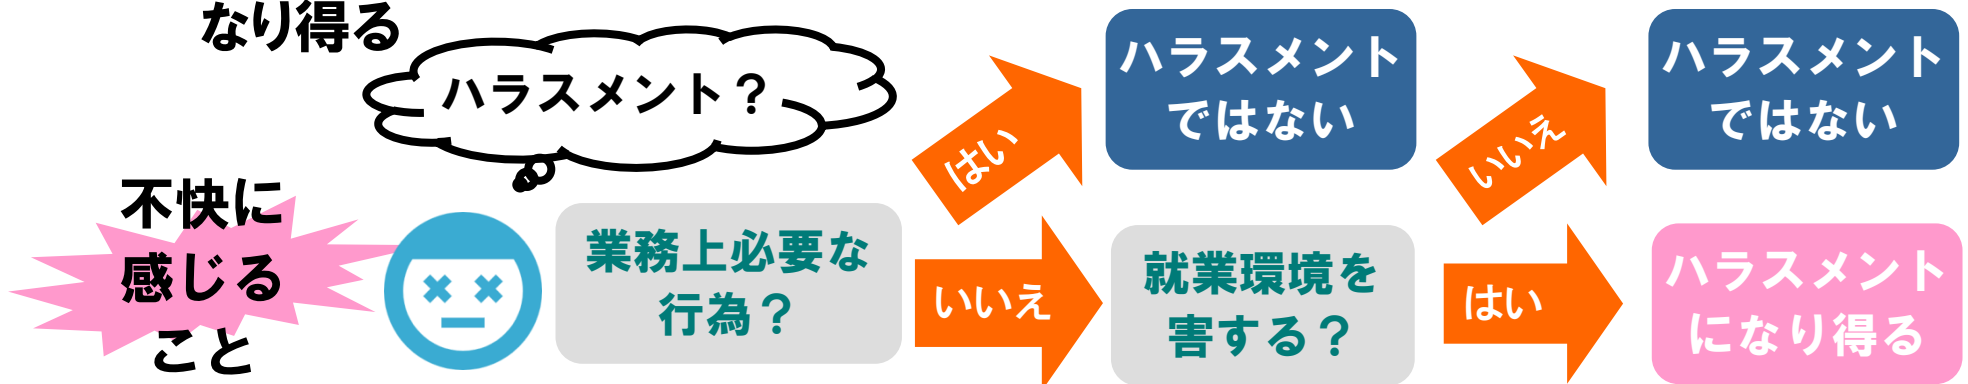 なり得る
ハラスメント？
不快に
感じる
こと
業務上必要な
行為？
はい
いいえ
ハラスメント
ではない
就業環境を
害する？
いいえ
はい
ハラスメント
ではない
ハラスメント
になり得る